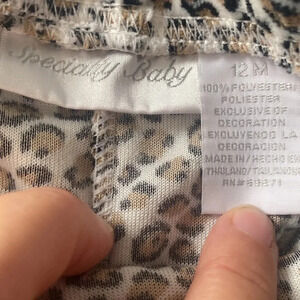 Specialty Baby
12 M
100% POLYESTER
POLIESTER
EXCLUSIVE OF
DECORATION
EXCLUYENDO LA
DECORACION
MADE IN / HECHO EN
THAILAND / TAILANDIA